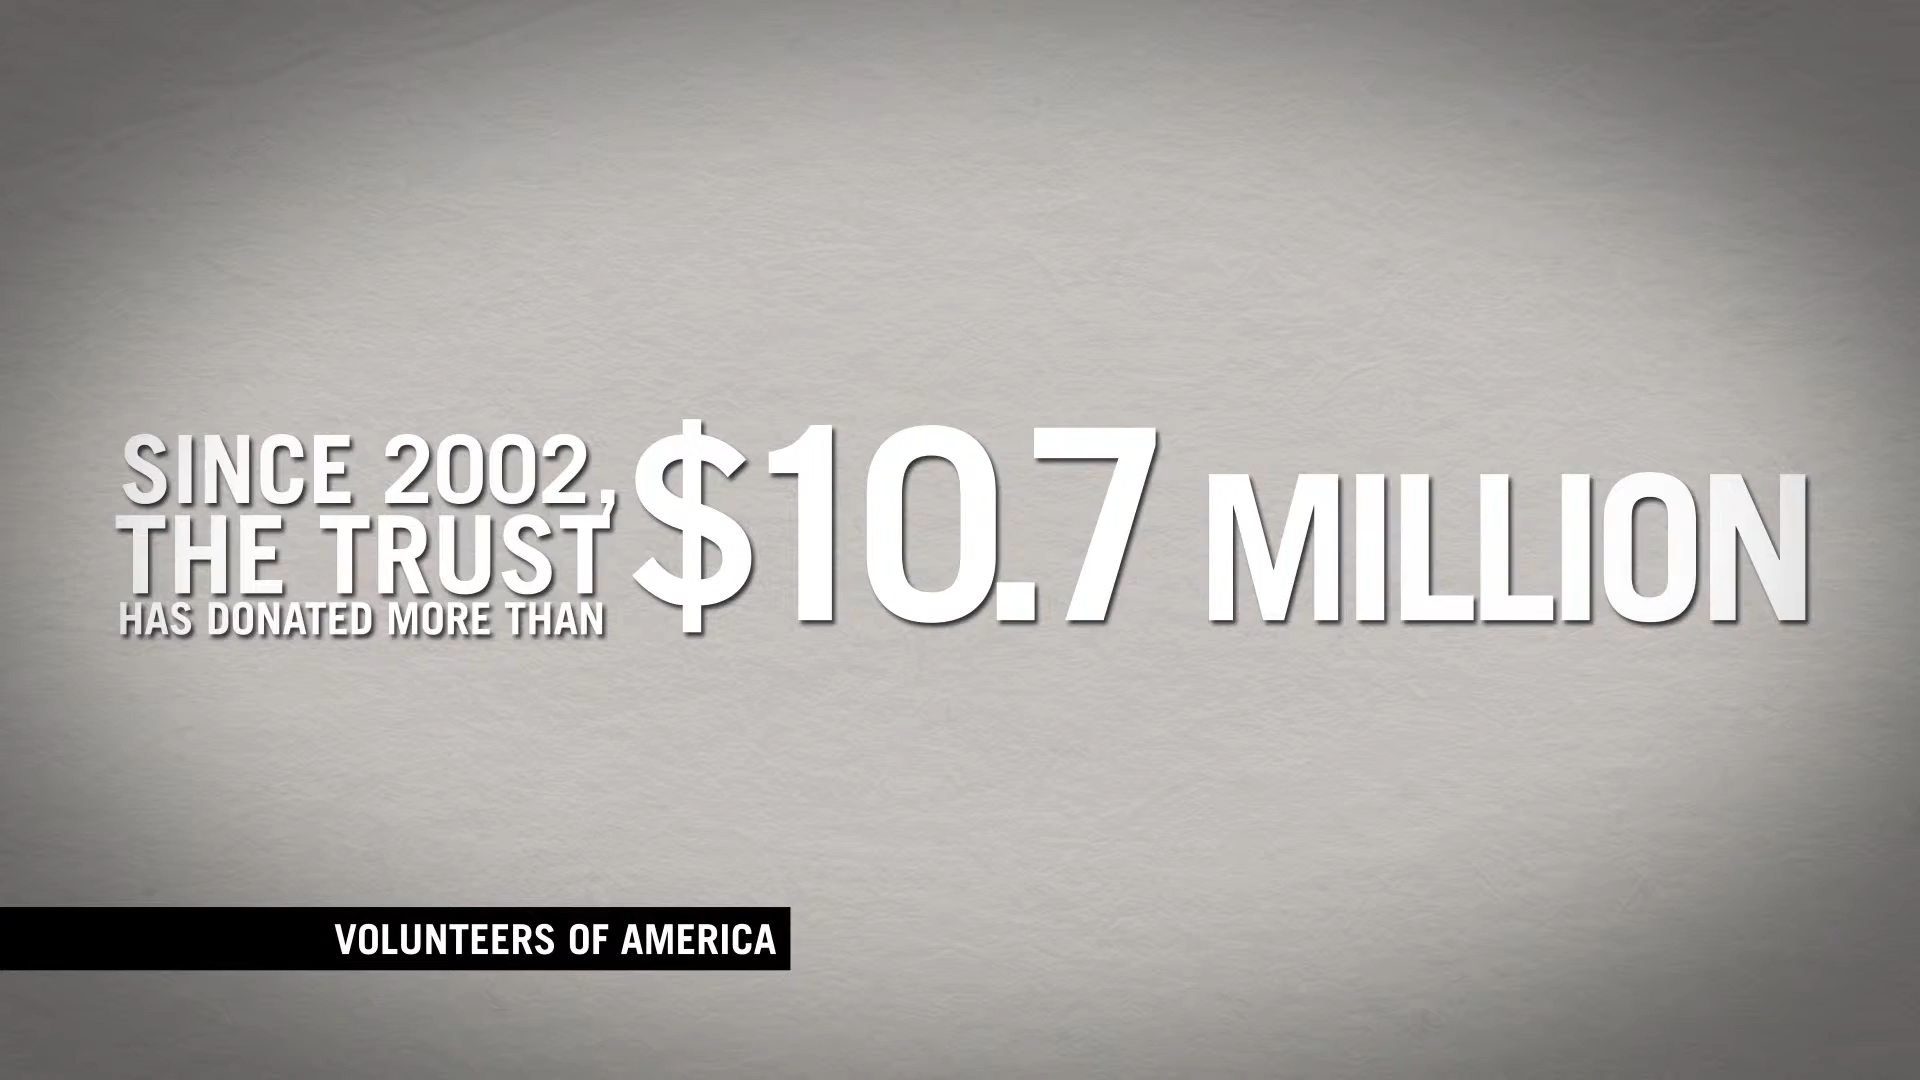 SINCE 2002,
THE TRUST
HAS DONATED MORE THAN
$10.7 MILLION
VOLUNTEERS OF AMERICA